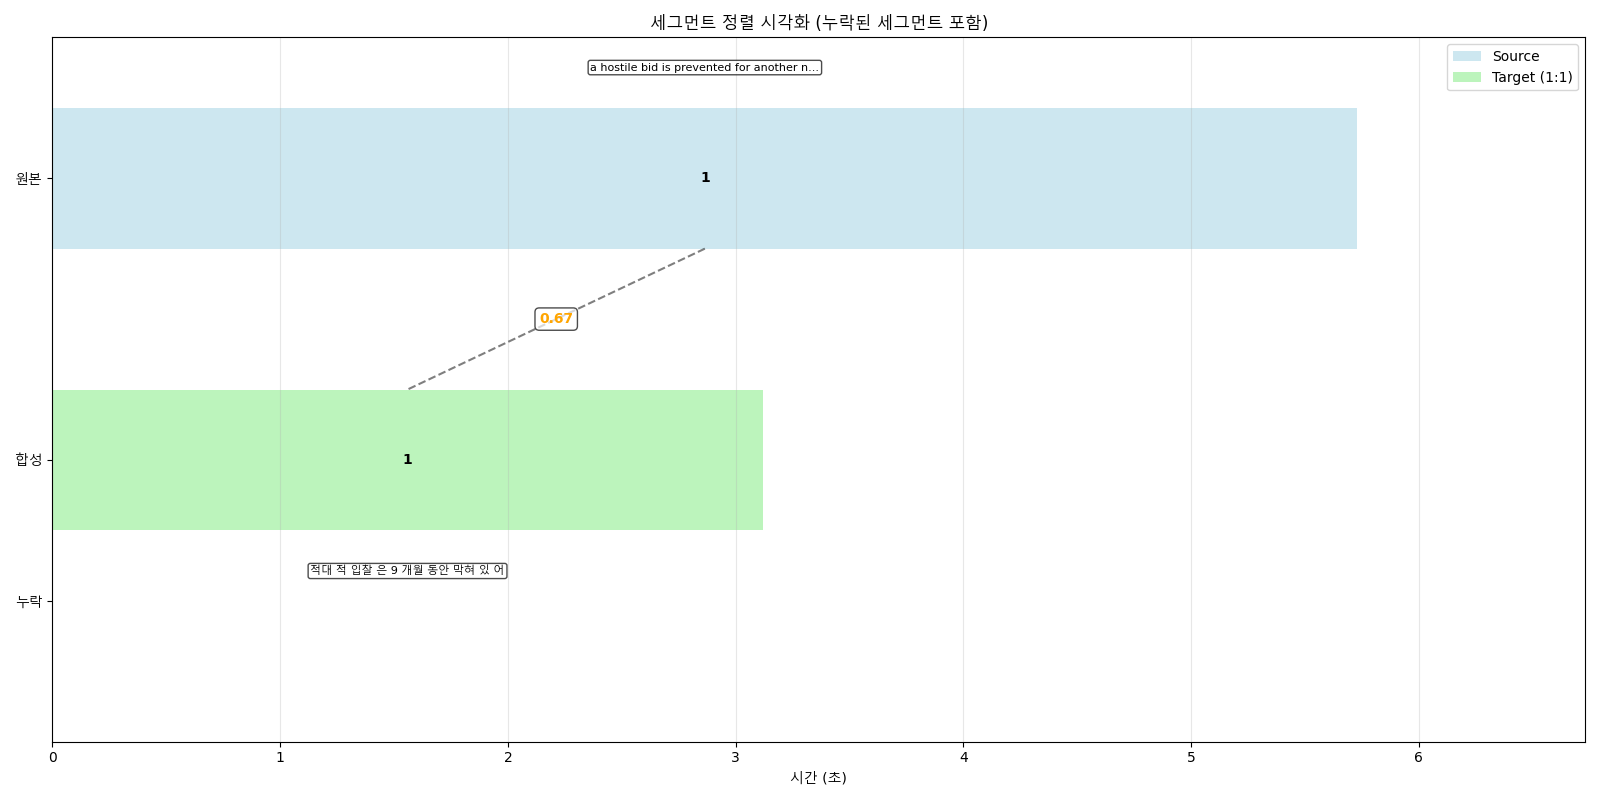 세그먼트 정렬 시각화 (누락된 세그먼트 포함)
Source
Target (1:1)
a hostile bid is prevented for another n...
원본
1
0.67
합성
1
적대 적 입찰 은 9 개월 동안 막혀 있 어
누락
0 1 2 3 4 5 6
시간 (초)